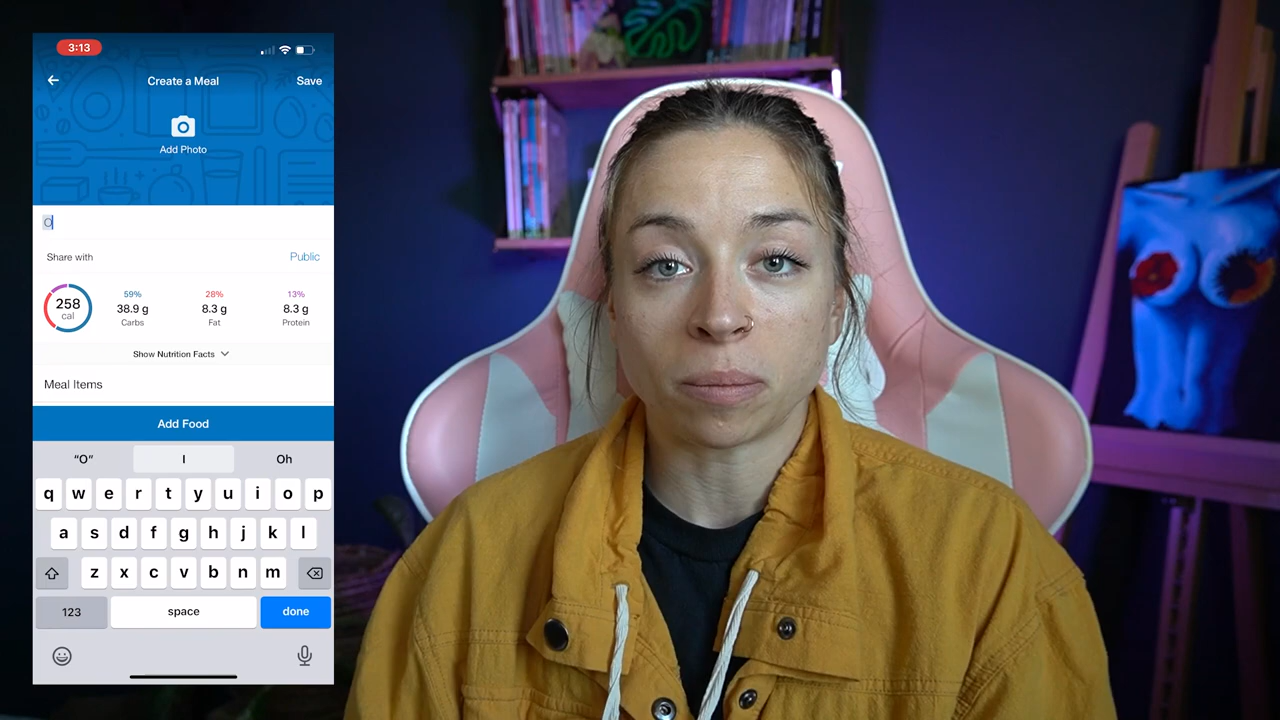 3:13
Create a Meal
Save
Add Photo
O
Share with
Public
258
cal
59%
38.9 g
Carbs
28%
8.3 g
Fat
13%
8.3 g
Protein
Show Nutrition Facts
Meal Items
Add Food
“O”
I
Oh
q w e r t y u i o p
a s d f g h j k l
z x c v b n m
123
space
done